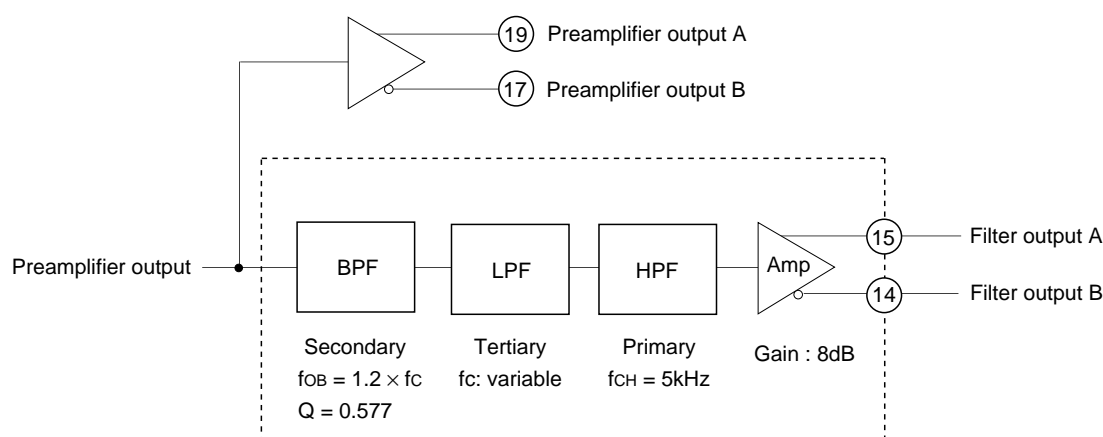 19 Preamplifier output A
17 Preamplifier output B
Preamplifier output
BPF
LPF
HPF
Amp
15 Filter output A
14 Filter output B
Secondary
fOB = 1.2 × fC
Q = 0.577
Tertiary
fC: variable
Primary
fCH = 5kHz
Gain : 8dB